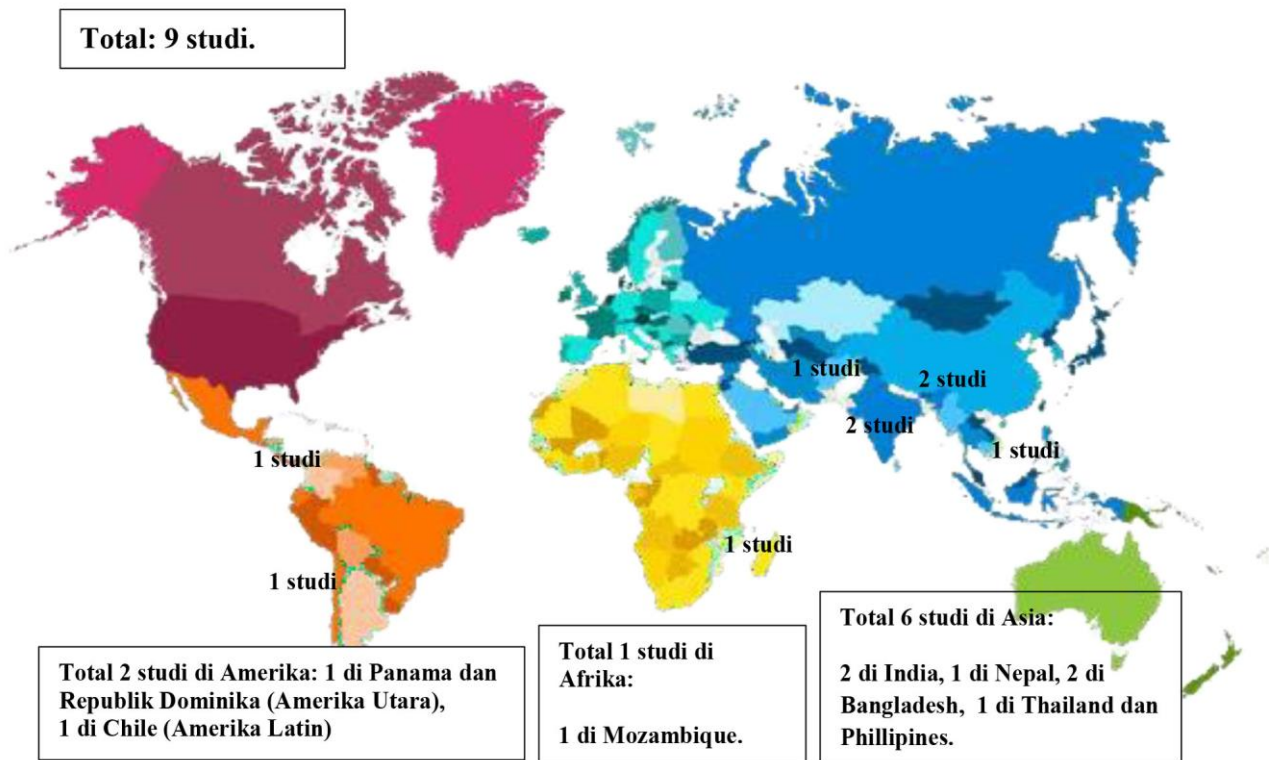 Total: 9 studi.
1 studi
2 studi
2 studi
1 studi
1 studi
1 studi
1 studi
Total 2 studi di Amerika: 1 di Panama dan
Republik Dominika (Amerika Utara),
1 di Chile (Amerika Latin)
Total 1 studi di
Afrika:
1 di Mozambique.
Total 6 studi di Asia:
2 di India, 1 di Nepal, 2 di
Bangladesh, 1 di Thailand dan
Phillipines.